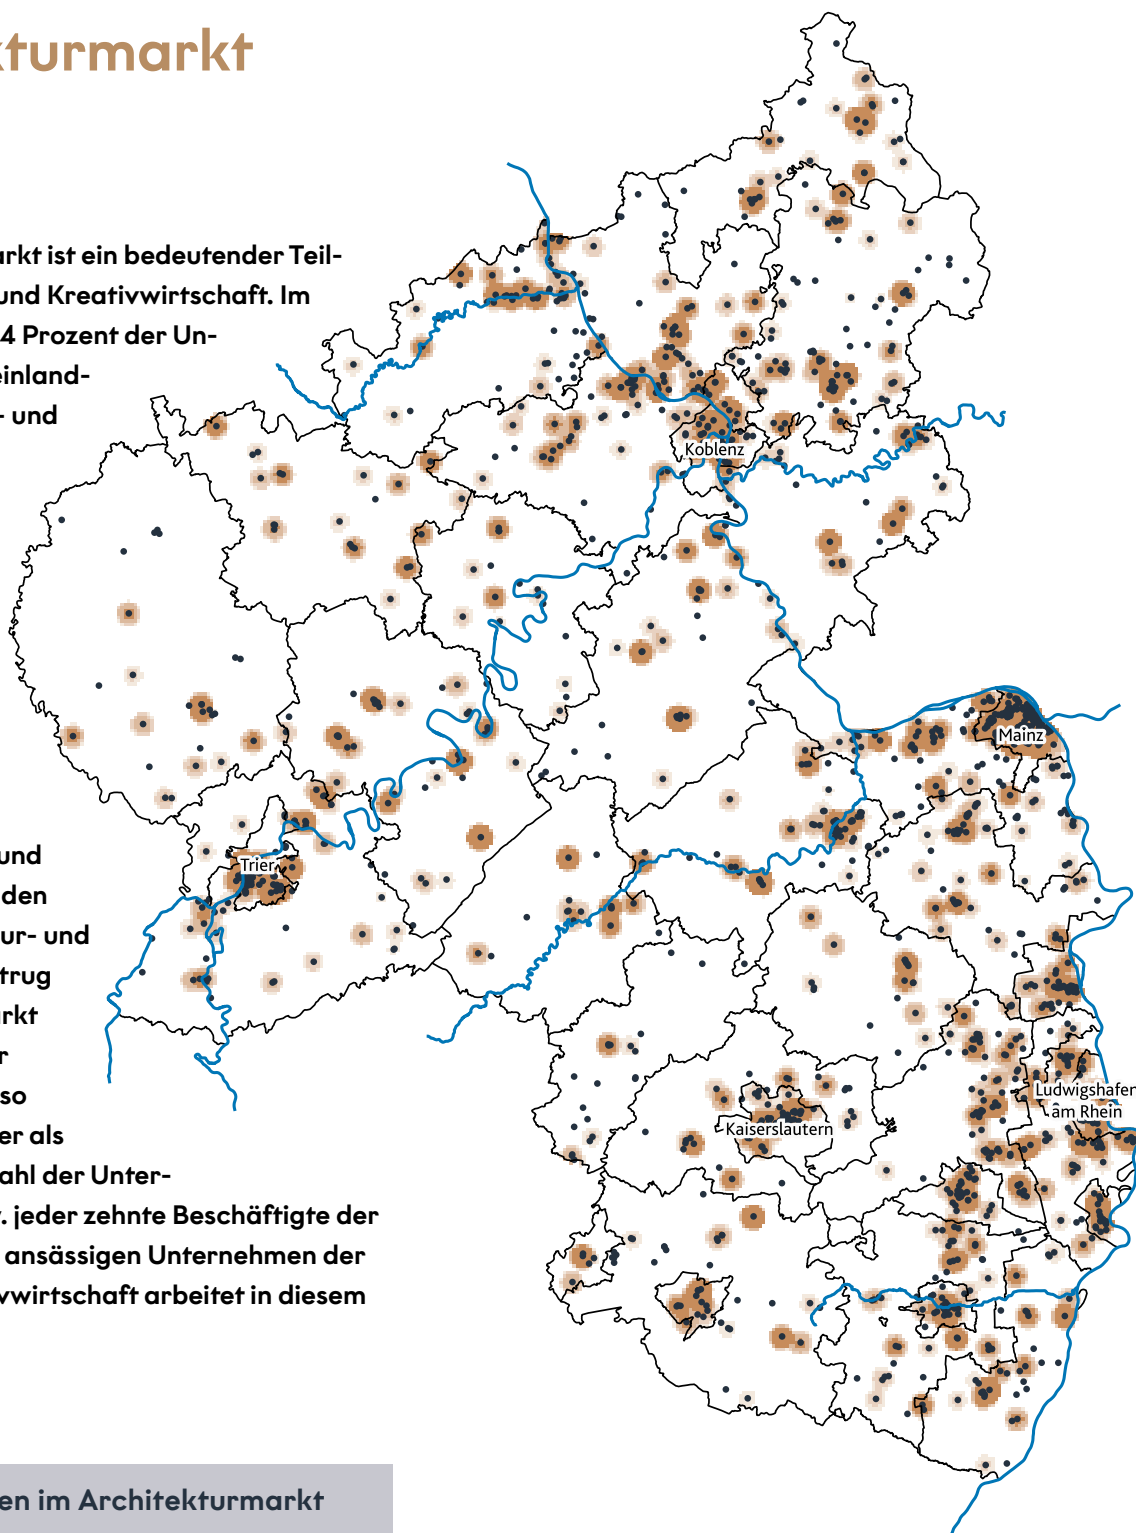 kturmarkt
arkt ist ein bedeutender Teil-
und Kreativwirtschaft. Im
4 Prozent der Un-
einland-
- und
und
den
ur- und
trug
arkt
r
so
er als
ahl der Unter-
. jeder zehnte Beschäftigte der
ansässigen Unternehmen der
vwirtschaft arbeitet in diesem
en im Architekturmarkt
Koblenz
Mainz
Trier
Ludwigshafen
am Rhein
Kaiserslautern